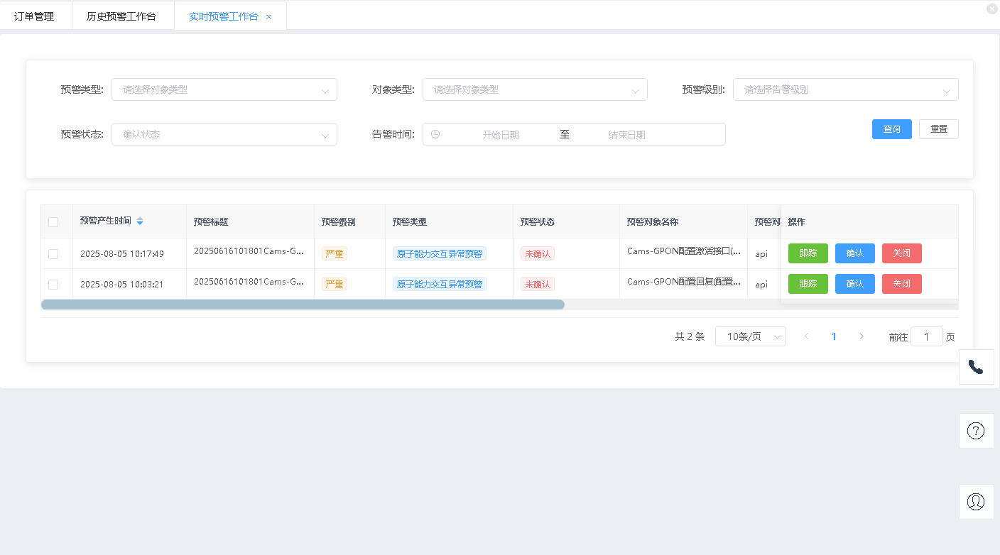 订单管理 历史预警工作台 实时预警工作台
预警类型: 请选择对象类型 对象类型: 请选择对象类型 预警级别: 请选择告警级别
预警状态: 确认状态 告警时间: 开始日期 至 结束日期 查询 重置
预警产生时间 预警标题 预警级别 预警类型 预警状态 预警对象名称 预警对 操作
2025-08-05 10:17:49 20250616101801Cams-G... 严重 原子能力交互异常预警 未确认 Cams-GPON配置激活接口(... api 跟踪 确认 关闭
2025-08-05 10:03:21 20250616101801Cams-G... 严重 原子能力交互异常预警 未确认 Cams-GPON配置回复(配置... api 跟踪 确认 关闭
共 2 条 10条/页 1 前往 1 页